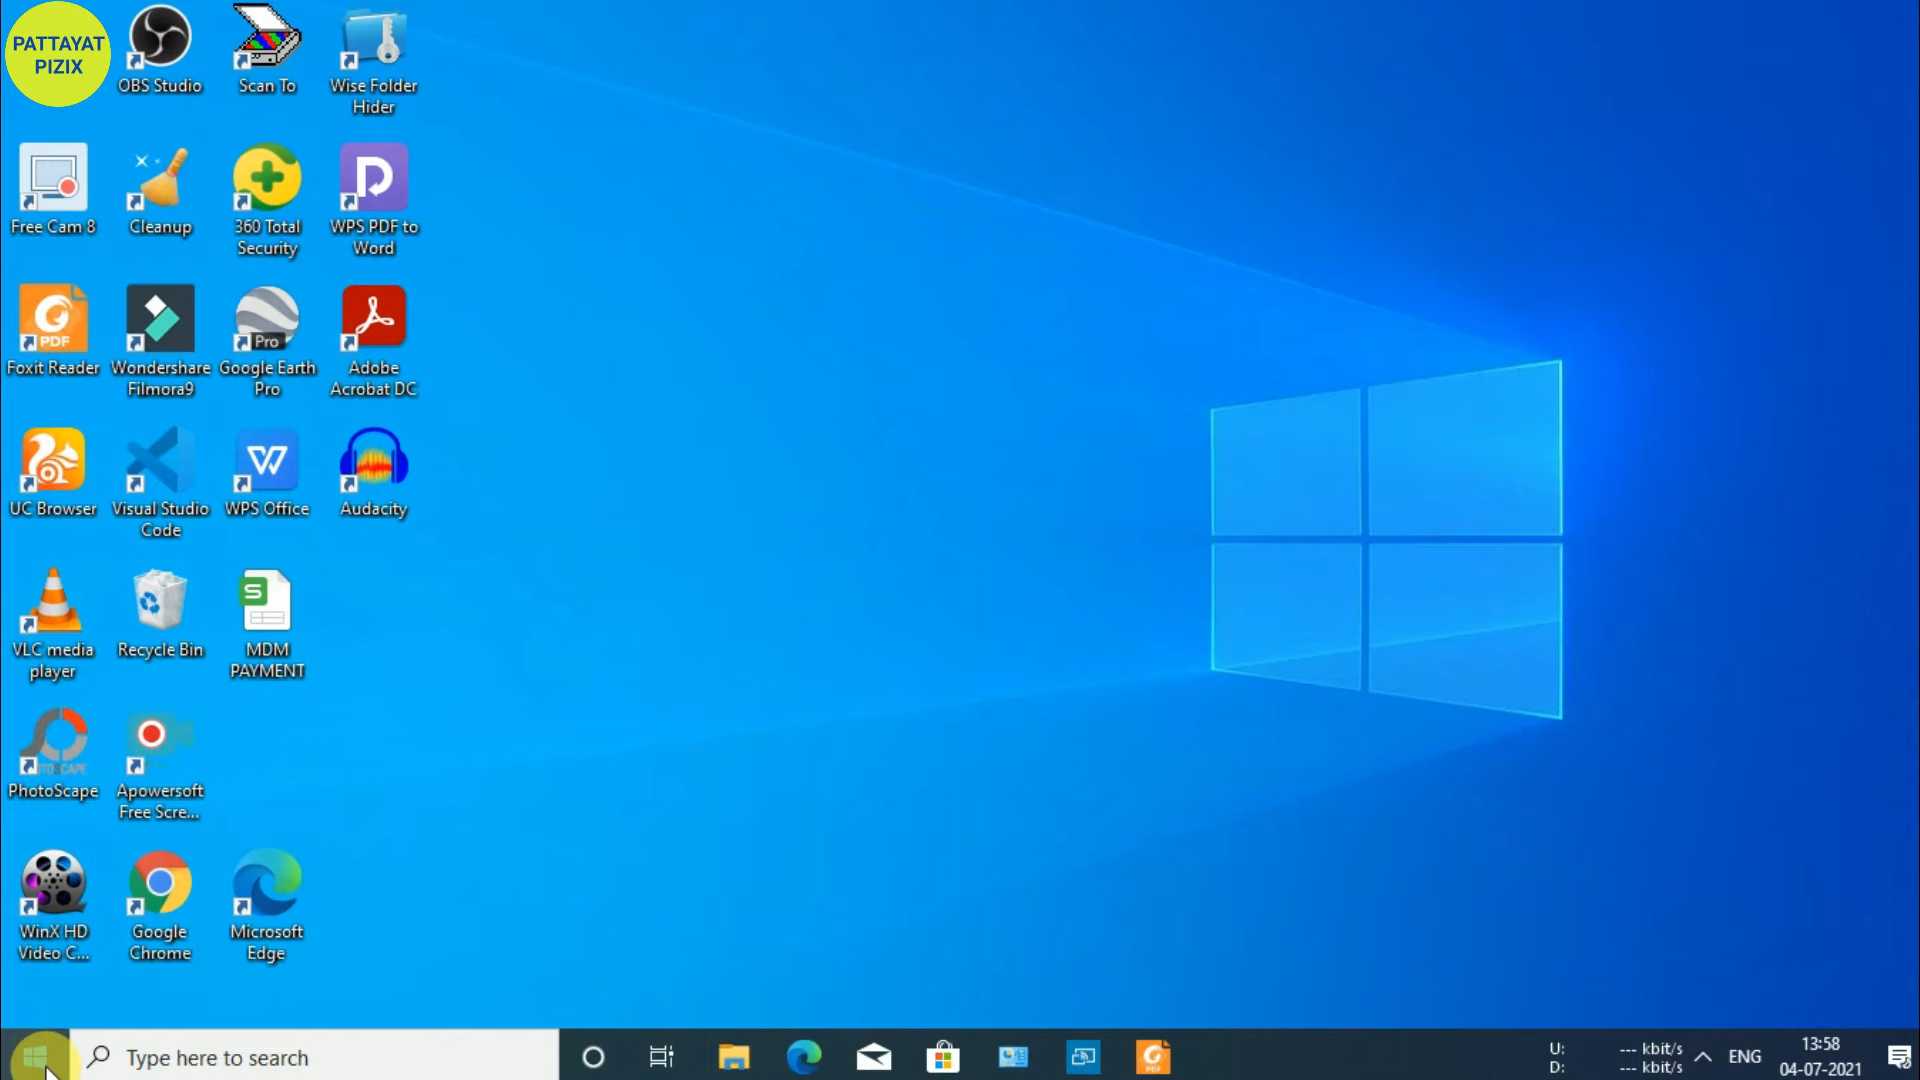 PATTAYAT
PIZIX
OBS Studio
Scan To
Wise Folder
Hider
Free Cam 8
Cleanup
360 Total
Security
WPS PDF to
Word
PDF
Foxit Reader
Wondershare
Filmora9
Pro
Google Earth
Pro
Adobe
Acrobat DC
UC Browser
Visual Studio
Code
W
WPS Office
Audacity
VLC media
player
Recycle Bin
S
MDM
PAYMENT
PhotoScape
Apowersoft
Free Scre...
WinX HD
Video C...
Google
Chrome
Microsoft
Edge
Type here to search
PDF
U: --- kbit/s
D: --- kbit/s
ENG
13:58
04-07-2021